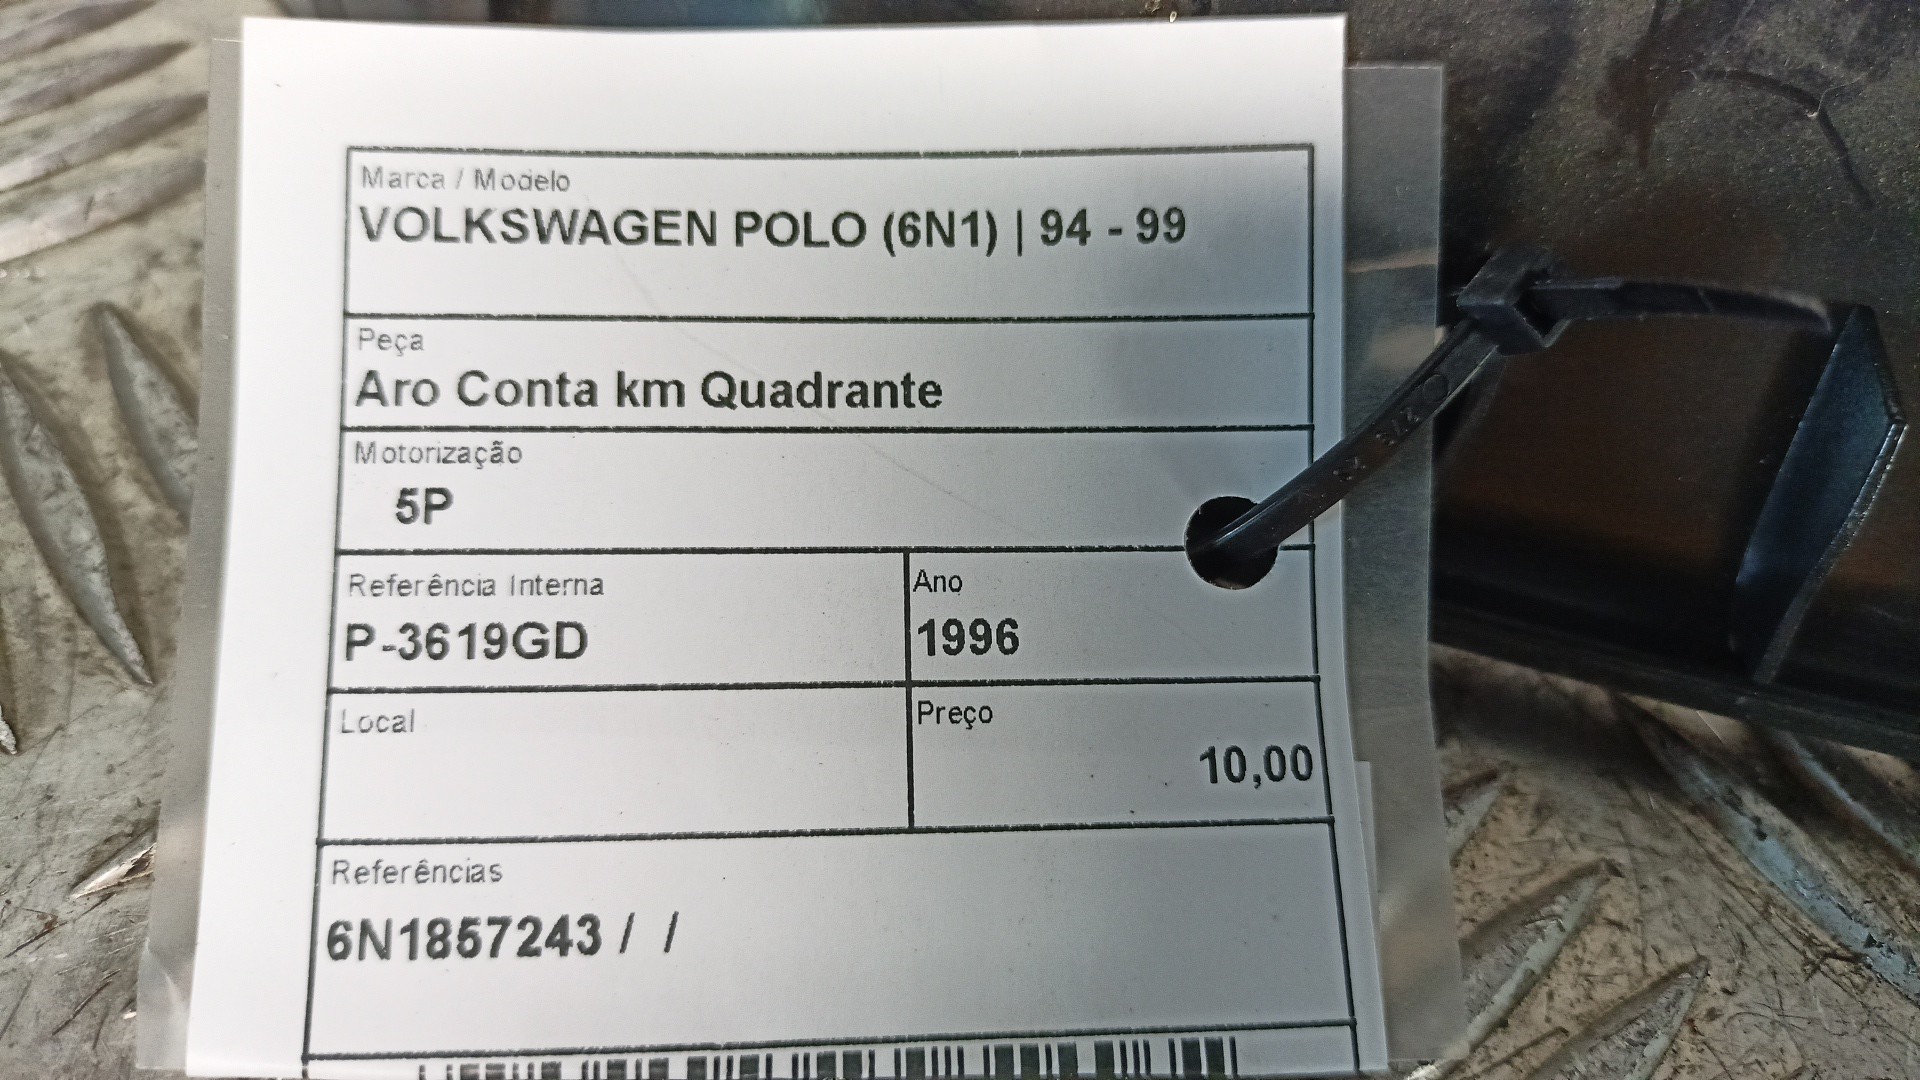 Marca / Modelo
VOLKSWAGEN POLO (6N1) | 94 - 99
Peça
Aro Conta km Quadrante
Motorização
5P
Referência Interna
P-3619GD
Ano
1996
Local
Preço
10,00
Referências
6N1857243 / /